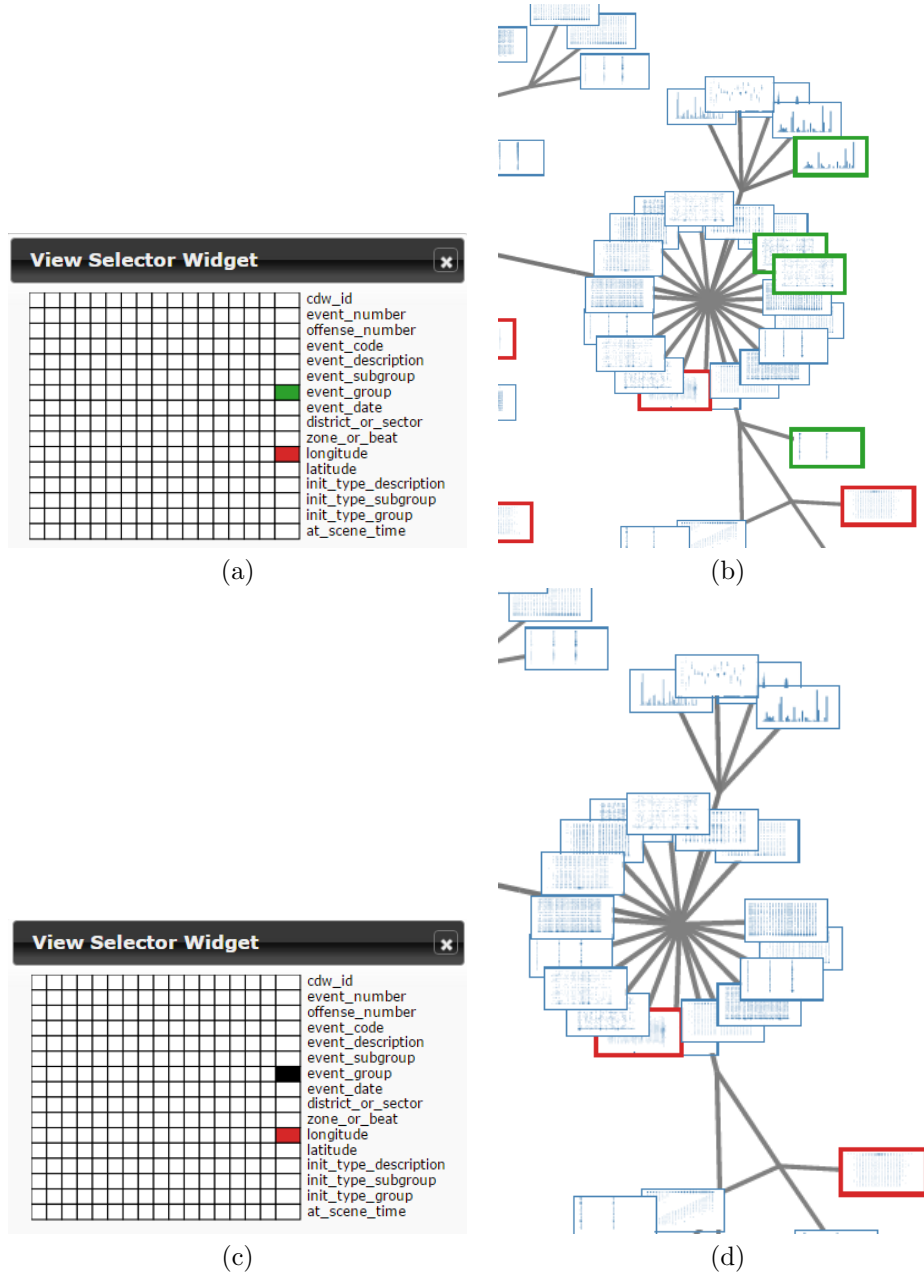 View Selector Widget
cdw_id
event_number
offense_number
event_code
event_description
event_subgroup
event_group
event_date
district_or_sector
zone_or_beat
longitude
latitude
init_type_description
init_type_subgroup
init_type_group
at_scene_time
(a)
(b)
View Selector Widget
cdw_id
event_number
offense_number
event_code
event_description
event_subgroup
event_group
event_date
district_or_sector
zone_or_beat
longitude
latitude
init_type_description
init_type_subgroup
init_type_group
at_scene_time
(c)
(d)